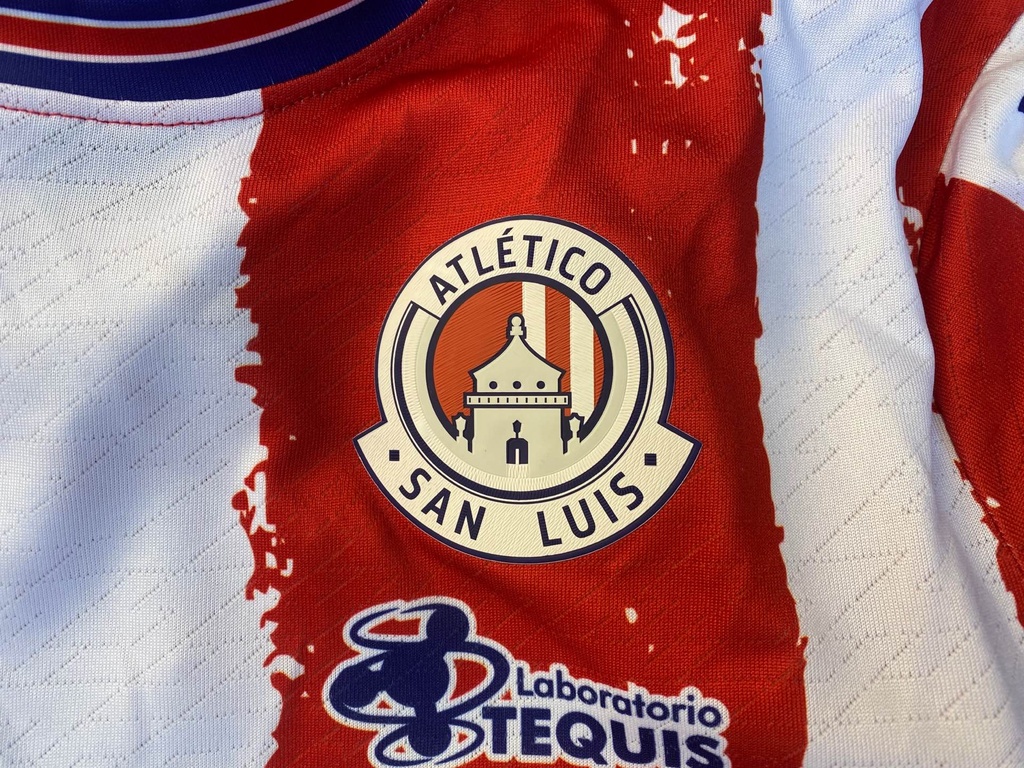 ATLÉTICO
SAN LUIS
Laboratorio
TEQUIS